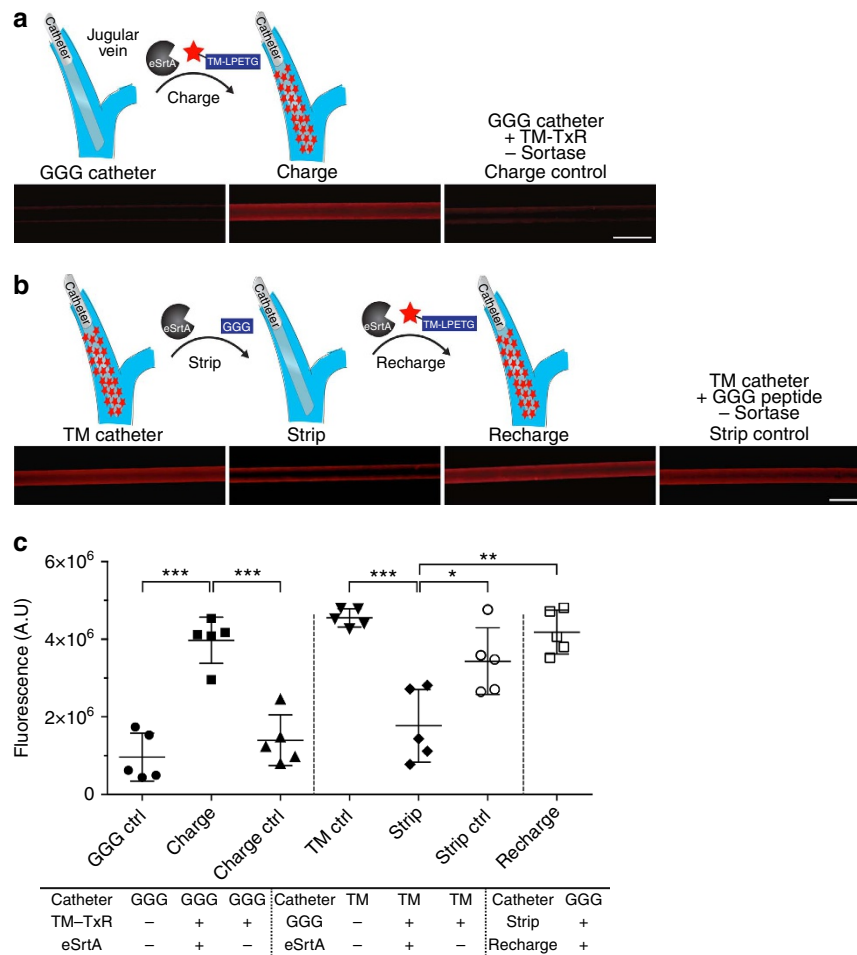 a
Catheter
Jugular
vein
eSrtA
TM-LPETG
Charge
Catheter
GGG catheter
+ TM-TxR
– Sortase
GGG catheter
Charge
Charge control
b
Catheter
eSrtA
GGG
Strip
Catheter
eSrtA
TM-LPETG
Recharge
Catheter
TM catheter
+ GGG peptide
– Sortase
TM catheter
Strip
Recharge
Strip control
c
Fluorescence (A.U)
6×10⁶
4×10⁶
2×10⁶
0
*** *** *** * **
GGG ctrl
Charge
Charge ctrl
TM ctrl
Strip
Strip ctrl
Recharge
Catheter GGG GGG GGG Catheter TM TM TM Catheter GGG
TM–TxR – + + GGG – + + Strip +
eSrtA – + – eSrtA – + – Recharge +